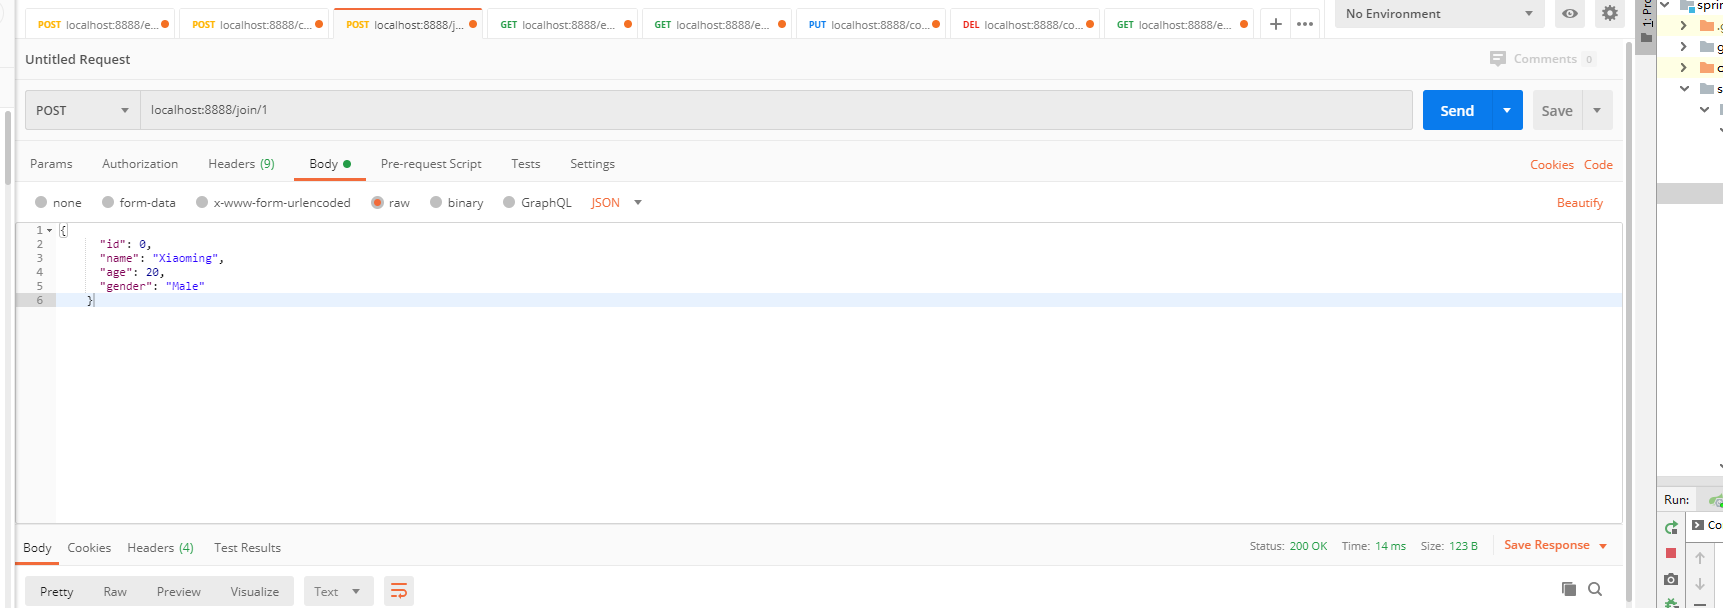 POST localhost:8888/e... POST localhost:8888/c... POST localhost:8888/j... GET localhost:8888/e... GET localhost:8888/e... PUT localhost:8888/co... DEL localhost:8888/co... GET localhost:8888/e... + ••• No Environment
Untitled Request Comments 0
POST localhost:8888/join/1 Send Save
Params Authorization Headers (9) Body Pre-request Script Tests Settings Cookies Code
none form-data x-www-form-urlencoded raw binary GraphQL JSON Beautify
1 {
2 "id": 0,
3 "name": "Xiaoming",
4 "age": 20,
5 "gender": "Male"
6 }
Body Cookies Headers (4) Test Results Status: 200 OK Time: 14 ms Size: 123 B Save Response
Pretty Raw Preview Visualize Text
Run: